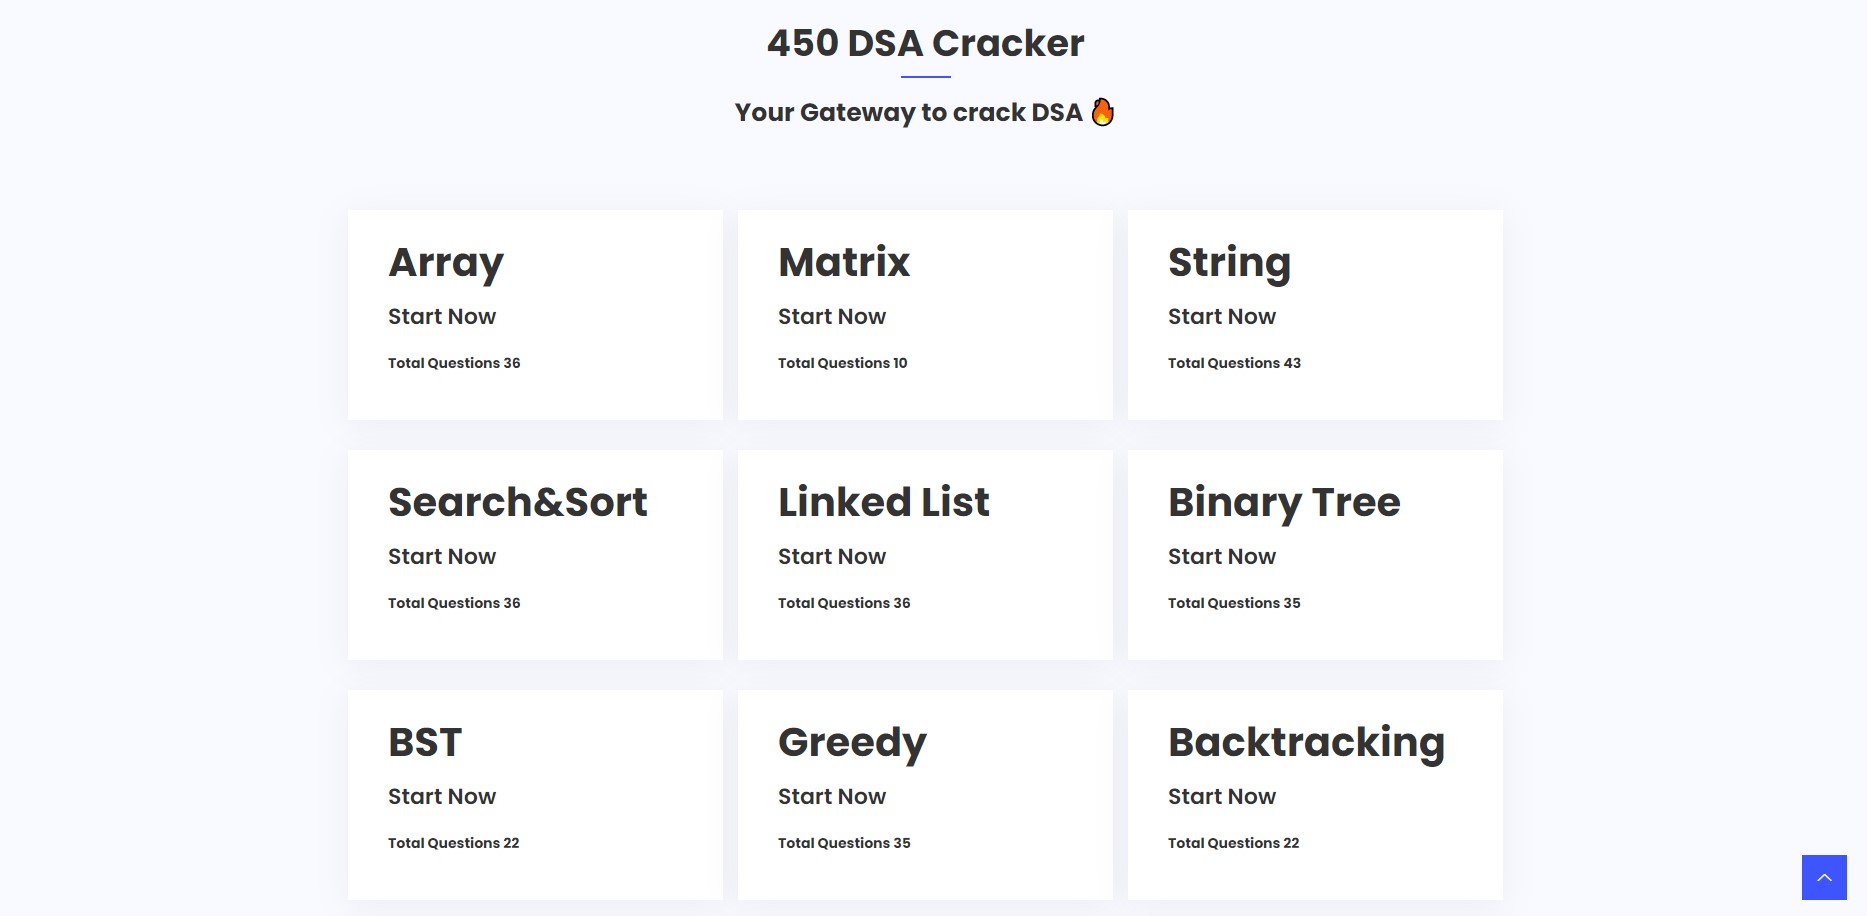 450 DSA Cracker
Your Gateway to crack DSA 🔥
Array
Start Now
Total Questions 36
Matrix
Start Now
Total Questions 10
String
Start Now
Total Questions 43
Search&Sort
Start Now
Total Questions 36
Linked List
Start Now
Total Questions 36
Binary Tree
Start Now
Total Questions 35
BST
Start Now
Total Questions 22
Greedy
Start Now
Total Questions 35
Backtracking
Start Now
Total Questions 22